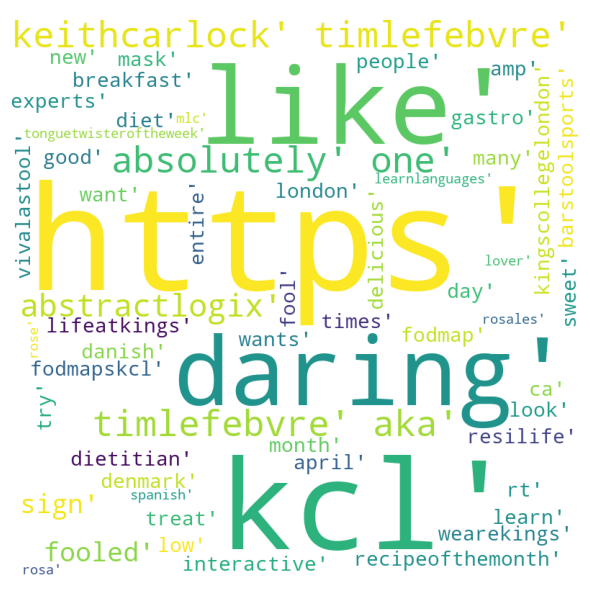 keithcarlock' timlefebvre'
new' mask' people' amp'
breakfast' like'
experts' diet' mlc' gastro'
tonguetwisteroftheweek'
good' absolutely' one' many'
learnlanguages'
want' london'
https'
vivalastool' entire' delicious' kingscollegelondon' barstoolsports'
lover'
abstractlogix' fool' day' sweet'
lifeatkings' times' rosales'
rose' danish' wants' fodmap'
fodmapskcl' daring' ca'
try' timlefebvre' aka' look'
month' resilife'
dietitian' april'
denmark' kcl' rt'
spanish'
sign' treat' learn'
wearekings'
fooled' low' interactive' recipeofthemonth'
rosa'